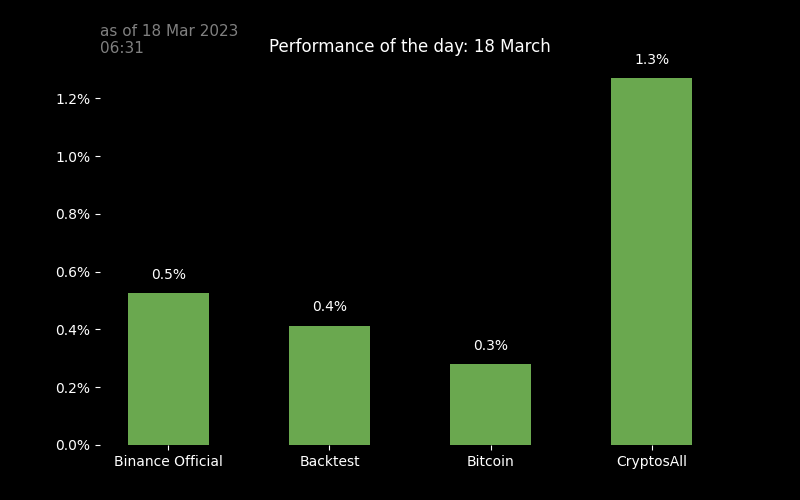 as of 18 Mar 2023
06:31
Performance of the day: 18 March
1.3%
1.2%
1.0%
0.8%
0.6%
0.5%
0.4%
0.4%
0.3%
0.2%
0.0%
Binance Official
Backtest
Bitcoin
CryptosAll